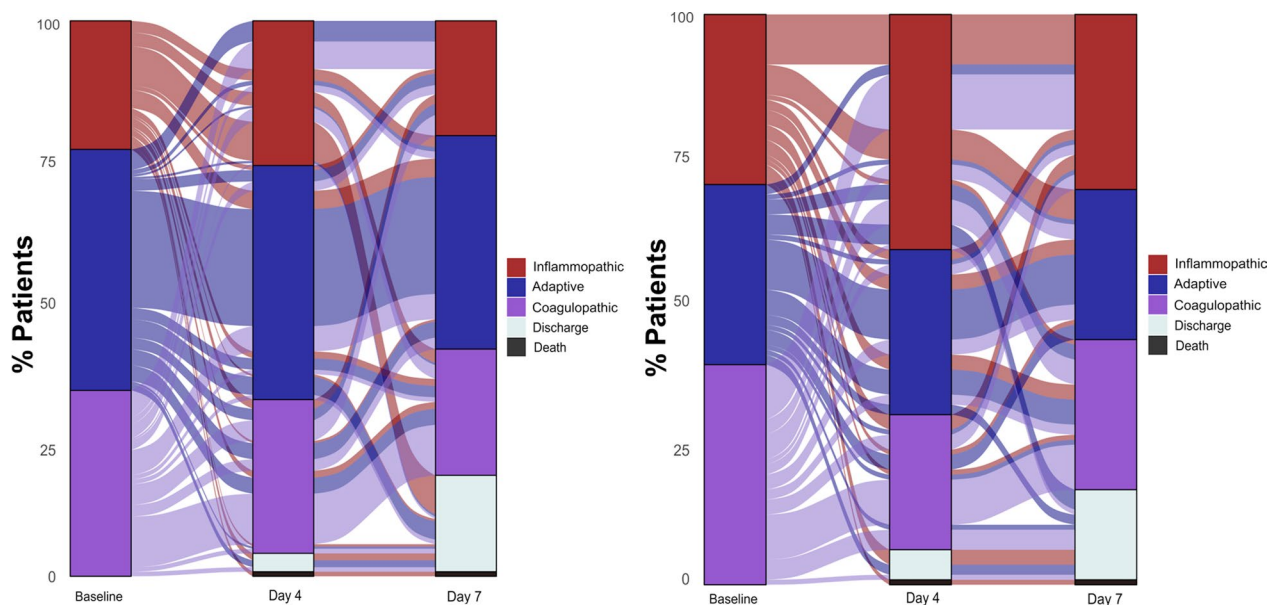 100
75
50
25
0
% Patients
Baseline
Day 4
Day 7
Inflammopathic
Adaptive
Coagulopathic
Discharge
Death
100
75
50
25
0
% Patients
Baseline
Day 4
Day 7
Inflammopathic
Adaptive
Coagulopathic
Discharge
Death